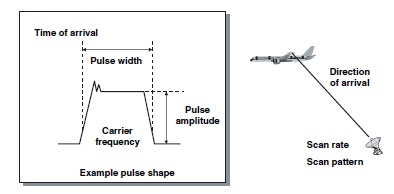 Time of arrival
Pulse width
Pulse
amplitude
Carrier
frequency
Example pulse shape
Direction
of arrival
Scan rate
Scan pattern